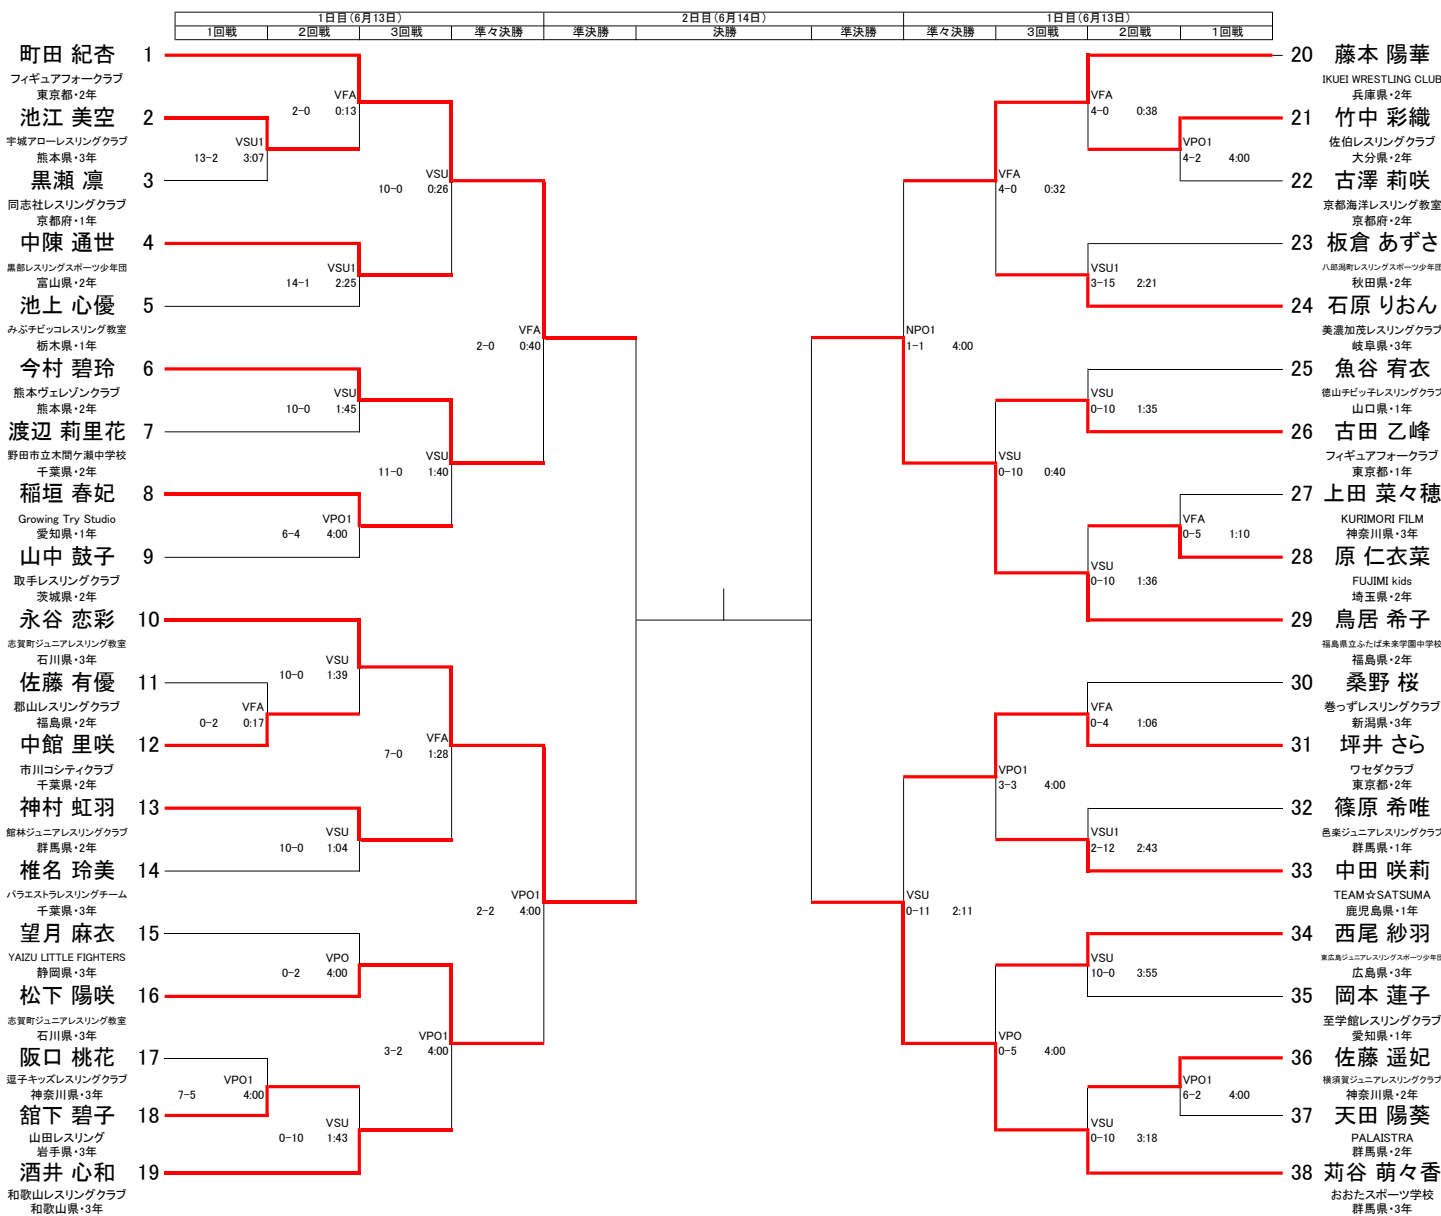 1日目(6月13日) 2日目(6月14日) 1日目(6月13日)
1回戦 2回戦 3回戦 準々決勝 準決勝 決勝 準決勝 準々決勝 3回戦 2回戦 1回戦
町田 紀杏 1
フィギュアフォークラブ
東京都・2年
VFA
2-0 0:13
池江 美空 2
宇城アローレスリングクラブ
熊本県・3年
VSU1
13-2 3:07
黒瀬 凛 3
同志社レスリングクラブ
京都府・1年
VSU
10-0 0:26
中陳 通世 4
黒部レスリングスポーツ少年団
富山県・2年
VSU1
14-1 2:25
池上 心優 5
みぶチビッコレスリング教室
栃木県・1年
VFA
2-0 0:40
今村 碧玲 6
熊本ヴェレゾンクラブ
熊本県・2年
VSU
10-0 1:45
渡辺 莉里花 7
野田市立木間ケ瀬中学校
千葉県・2年
VSU
11-0 1:40
稲垣 春妃 8
Growing Try Studio
愛知県・1年
VPO1
6-4 4:00
山中 鼓子 9
取手レスリングクラブ
茨城県・2年
永谷 恋彩 10
志賀町ジュニアレスリング教室
石川県・3年
VSU
10-0 1:39
佐藤 有優 11
郡山レスリングクラブ
福島県・2年
VFA
0-2 0:17
中館 里咲 12
市川コシティクラブ
千葉県・2年
VFA
7-0 1:28
神村 虹羽 13
館林ジュニアレスリングクラブ
群馬県・2年
VSU
10-0 1:04
椎名 玲美 14
パラエストラレスリングチーム
千葉県・3年
VPO1
2-2 4:00
望月 麻衣 15
YAIZU LITTLE FIGHTERS
静岡県・3年
VPO
0-2 4:00
松下 陽咲 16
志賀町ジュニアレスリング教室
石川県・3年
VPO1
3-2 4:00
阪口 桃花 17
逗子キッズレスリングクラブ
神奈川県・3年
VPO1
7-5 4:00
舘下 碧子 18
山田レスリング
岩手県・3年
VSU
0-10 1:43
酒井 心和 19
和歌山レスリングクラブ
和歌山県・3年
20 藤本 陽華
IKUEI WRESTLING CLUB
兵庫県・2年
VFA
4-0 0:38
21 竹中 彩織
佐伯レスリングクラブ
大分県・2年
VPO1
4-2 4:00
22 古澤 莉咲
京都海洋レスリング教室
京都府・2年
VFA
4-0 0:32
23 板倉 あずさ
八郎潟町レスリングスポーツ少年団
秋田県・2年
VSU1
3-15 2:21
24 石原 りおん
美濃加茂レスリングクラブ
岐阜県・3年
NPO1
1-1 4:00
25 魚谷 宥衣
徳山チビッ子レスリングクラブ
山口県・1年
VSU
0-10 1:35
26 古田 乙峰
フィギュアフォークラブ
東京都・1年
VSU
0-10 0:40
27 上田 菜々穂
KURIMORI FILM
神奈川県・3年
VFA
0-5 1:10
28 原 仁衣菜
FUJIMI kids
埼玉県・2年
VSU
0-10 1:36
29 鳥居 希子
福島県立ふたば未来学園中学校
福島県・2年
30 桑野 桜
巻っずレスリングクラブ
新潟県・3年
VFA
0-4 1:06
31 坪井 さら
ワセダクラブ
東京都・2年
VPO1
3-3 4:00
32 篠原 希唯
邑楽ジュニアレスリングクラブ
群馬県・1年
VSU1
2-12 2:43
33 中田 咲莉
TEAM☆SATSUMA
鹿児島県・1年
VSU
0-11 2:11
34 西尾 紗羽
東広島ジュニアレスリングスポーツ少年団
広島県・3年
VSU
10-0 3:55
35 岡本 蓮子
至学館レスリングクラブ
愛知県・1年
VPO
0-5 4:00
36 佐藤 遥妃
横須賀ジュニアレスリングクラブ
神奈川県・2年
VPO1
6-2 4:00
37 天田 陽葵
PALAISTRA
群馬県・2年
VSU
0-10 3:18
38 苅谷 萌々香
おおたスポーツ学校
群馬県・3年